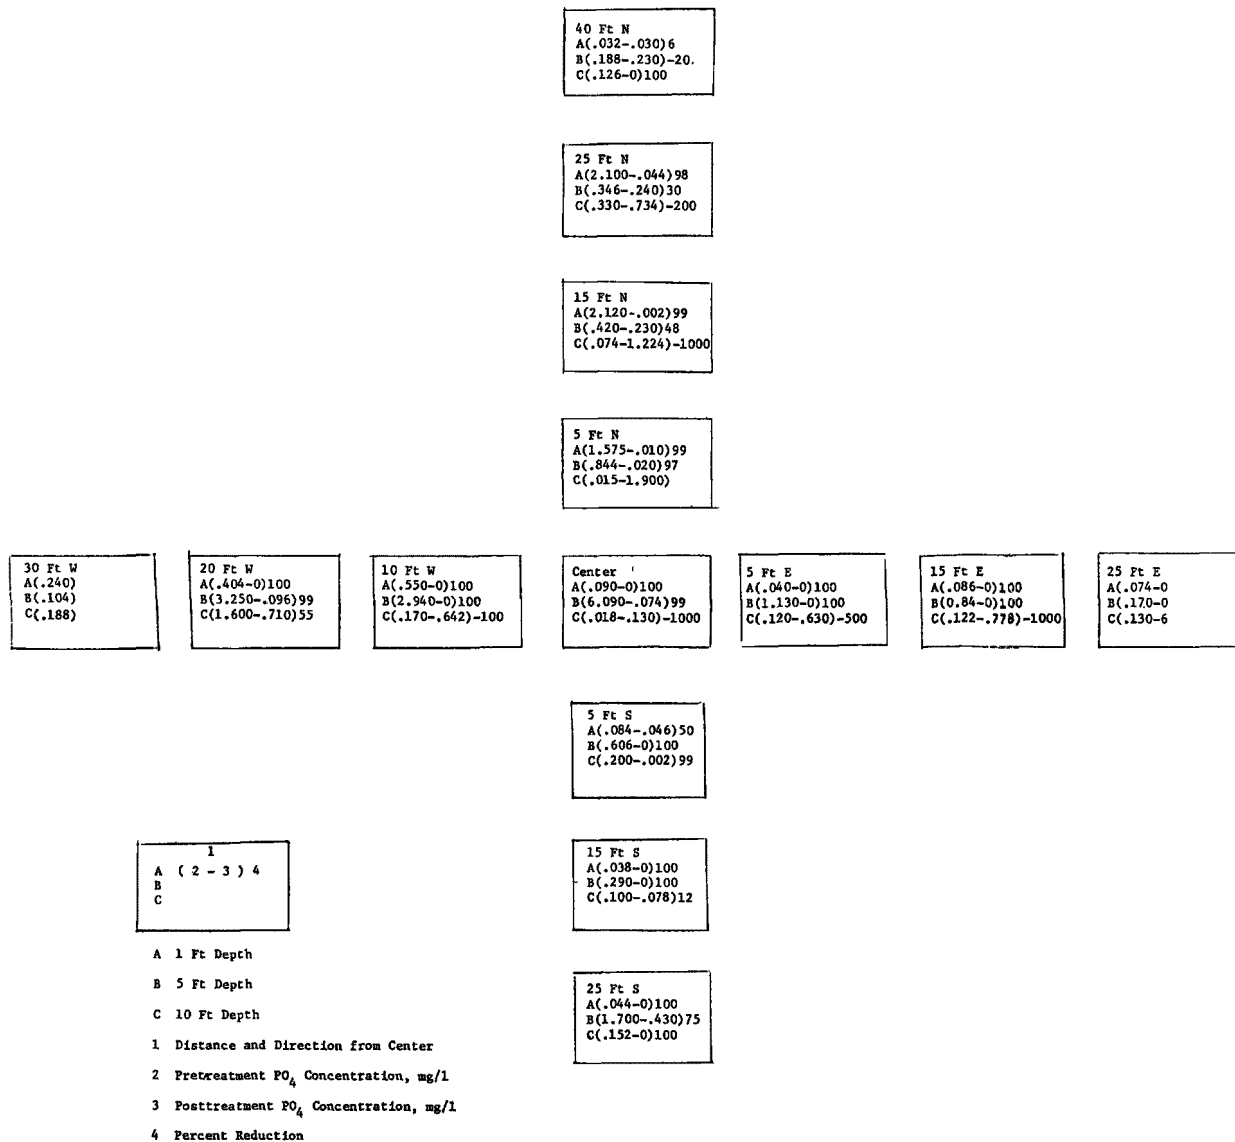 40 Ft N
A(.032-.030)6
B(.188-.230)-20.
C(.126-0)100
25 Ft N
A(2.100-.044)98
B(.346-.240)30
C(.330-.734)-200
15 Ft N
A(2.120-.002)99
B(.420-.230)48
C(.074-1.224)-1000
5 Ft N
A(1.575-.010)99
B(.844-.020)97
C(.015-1.900)
30 Ft W
A(.240)
B(.104)
C(.188)
20 Ft W
A(.404-0)100
B(3.250-.096)99
C(1.600-.710)55
10 Ft W
A(.550-0)100
B(2.940-0)100
C(.170-.642)-100
Center
A(.090-0)100
B(6.090-.074)99
C(.018-.130)-1000
5 Ft E
A(.040-0)100
B(1.130-0)100
C(.120-.630)-500
15 Ft E
A(.086-0)100
B(0.84-0)100
C(.122-.778)-1000
25 Ft E
A(.074-0
B(.170-0
C(.130-6
5 Ft S
A(.084-.046)50
B(.606-0)100
C(.200-.002)99
15 Ft S
A(.038-0)100
B(.290-0)100
C(.100-.078)12
25 Ft S
A(.044-0)100
B(1.700-.430)75
C(.152-0)100
1
A ( 2 - 3 ) 4
B
C
A 1 Ft Depth
B 5 Ft Depth
C 10 Ft Depth
1 Distance and Direction from Center
2 Pretreatment PO4 Concentration, mg/l
3 Posttreatment PO4 Concentration, mg/l
4 Percent Reduction